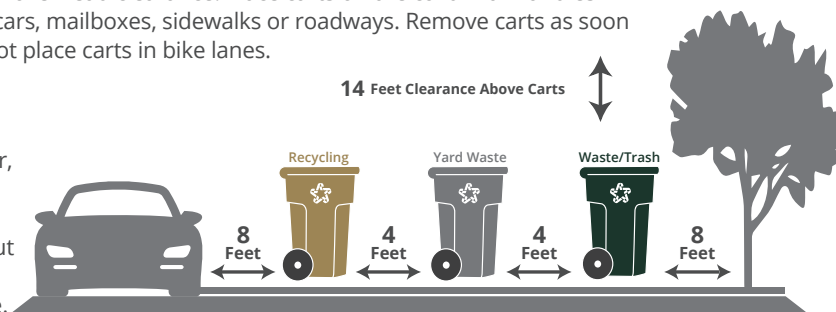 cars, mailboxes, sidewalks or roadways. Remove carts as soon
ot place carts in bike lanes.
14 Feet Clearance Above Carts
Recycling
Yard Waste
Waste/Trash
8
Feet
4
Feet
4
Feet
8
Feet